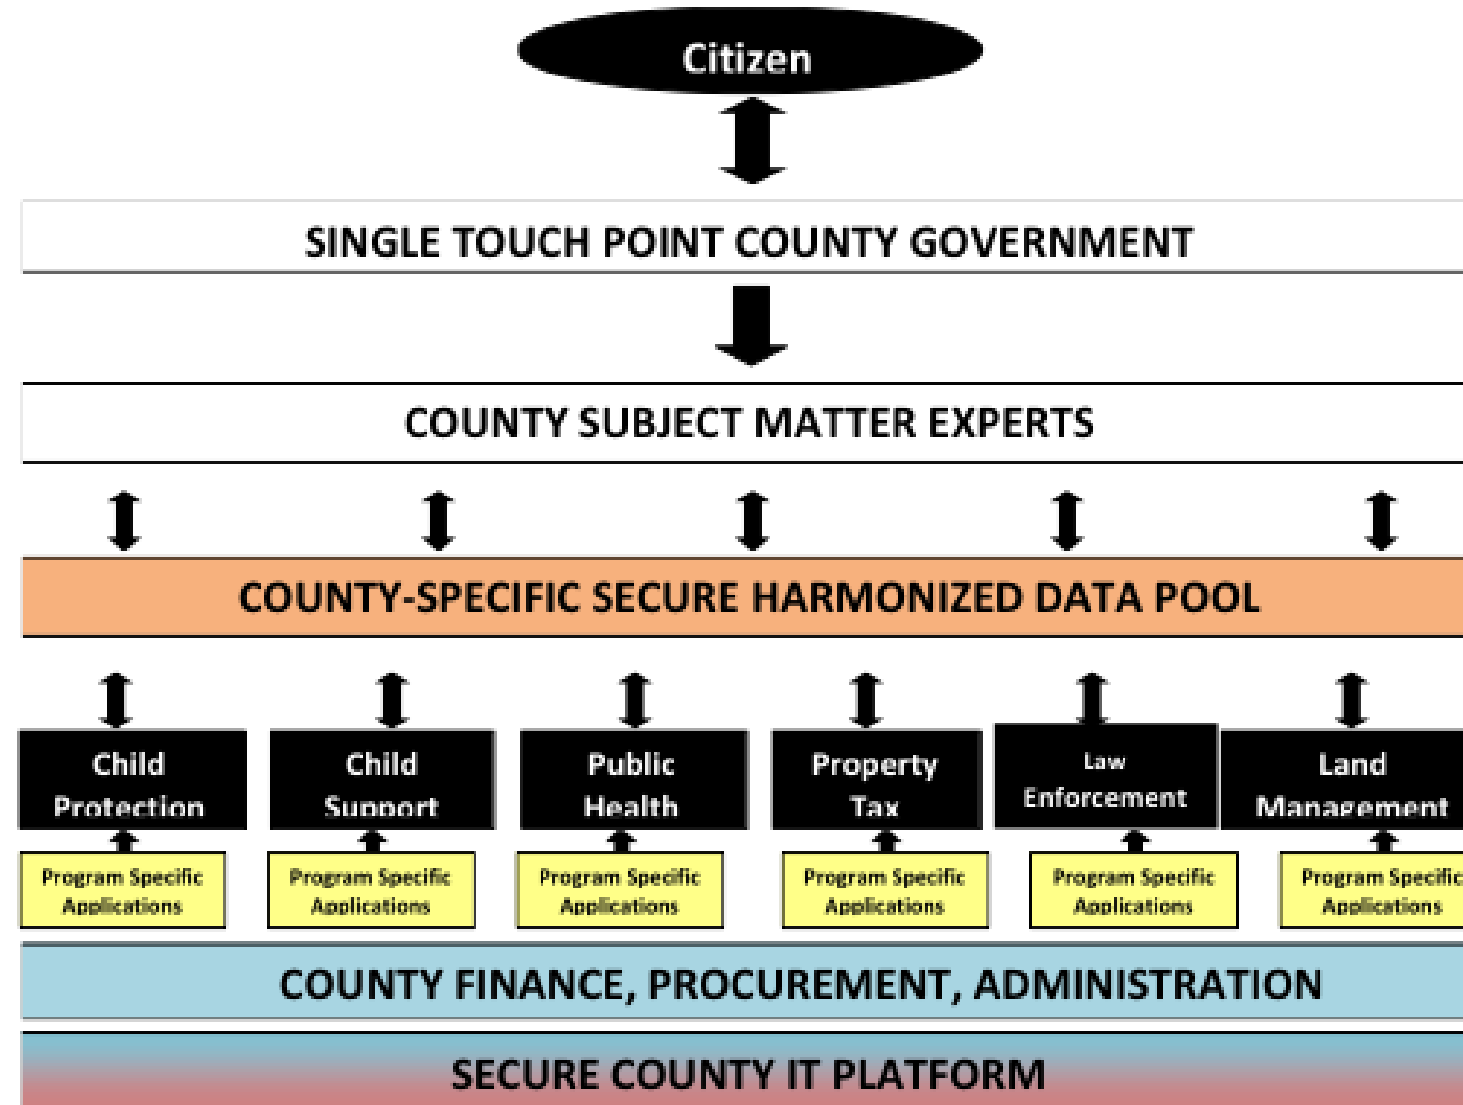 Citizen
SINGLE TOUCH POINT COUNTY GOVERNMENT
COUNTY SUBJECT MATTER EXPERTS
COUNTY-SPECIFIC SECURE HARMONIZED DATA POOL
Child
Protection
Child
Support
Public
Health
Property
Tax
Law
Enforcement
Land
Management
Program Specific
Applications
Program Specific
Applications
Program Specific
Applications
Program Specific
Applications
Program Specific
Applications
Program Specific
Applications
COUNTY FINANCE, PROCUREMENT, ADMINISTRATION
SECURE COUNTY IT PLATFORM